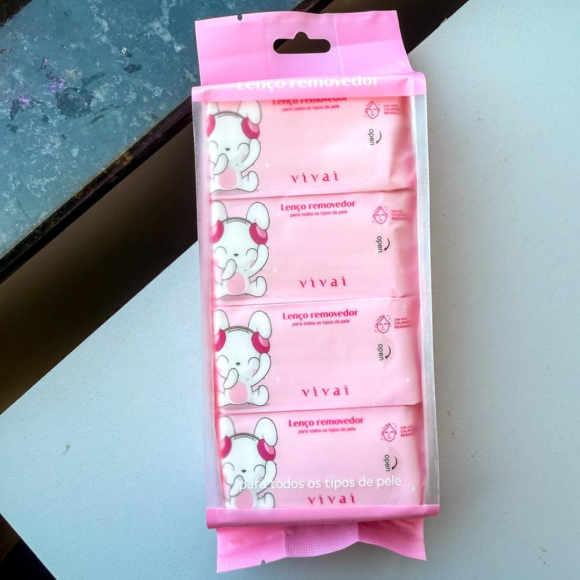 Lenço removedor
Lenço removedor
para todos os tipos de pele
open
vivai
Lenço removedor
para todos os tipos de pele
open
vivai
Lenço removedor
para todos os tipos de pele
open
vivai
Lenço removedor
para todos os tipos de pele
open
para todos os tipos de pele
vivai